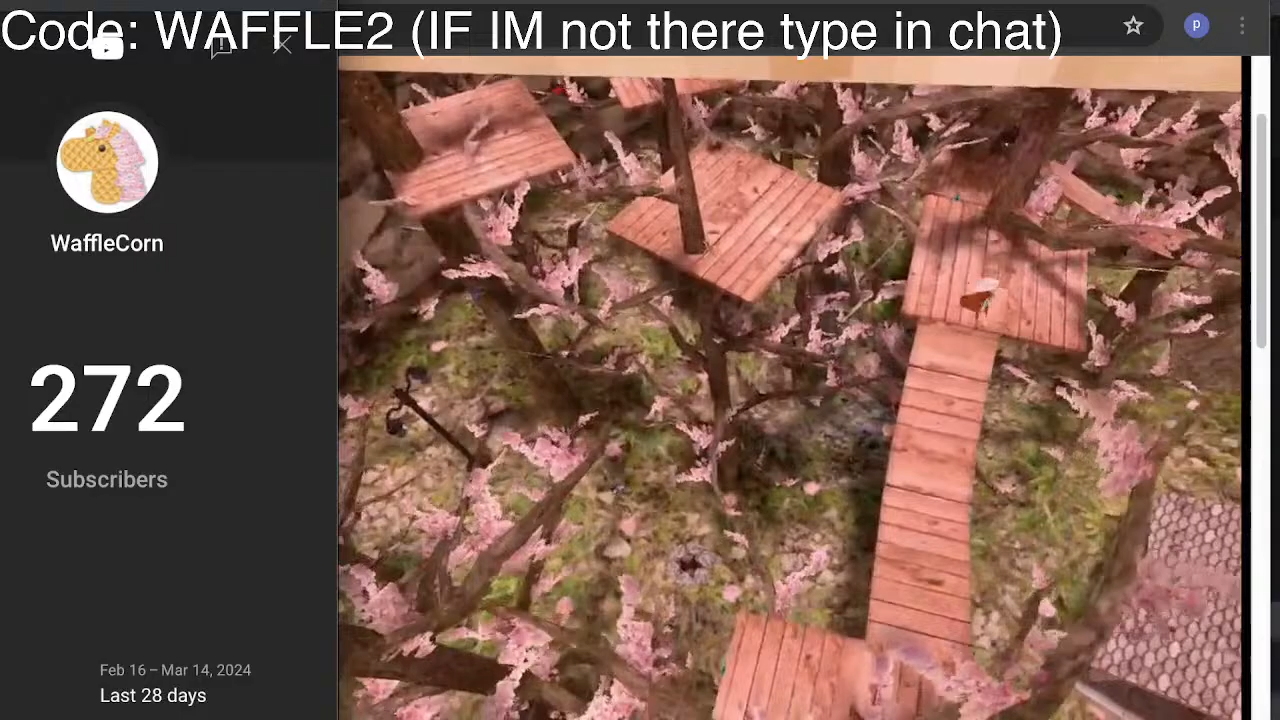 Code: WAFFLE2 (IF IM not there type in chat)
p
WaffleCorn
272
Subscribers
Feb 16 – Mar 14, 2024
Last 28 days